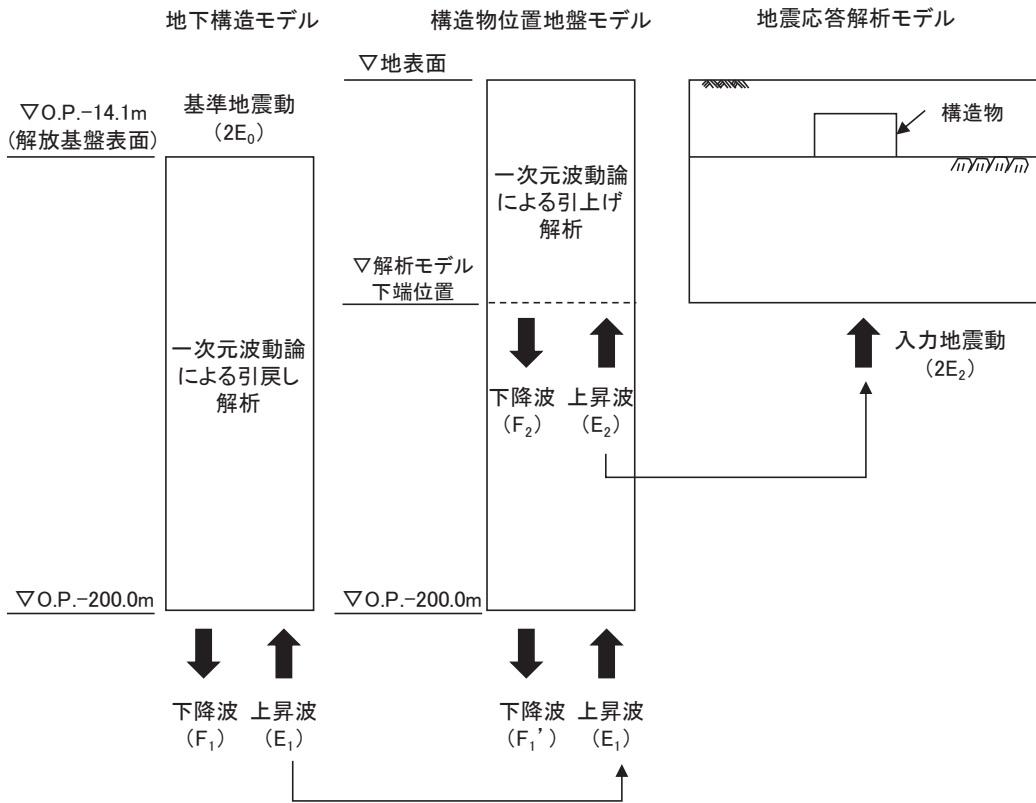 地下構造モデル
▽O.P.-14.1m
(解放基盤表面)
基準地震動
（2E₀）
一次元波動論
による引戻し
解析
▽O.P.-200.0m
下降波
（F₁）
上昇波
（E₁）
構造物位置地盤モデル
▽地表面
一次元波動論
による引上げ
解析
▽解析モデル
下端位置
下降波
（F₂）
上昇波
（E₂）
▽O.P.-200.0m
下降波
（F₁’）
上昇波
（E₁）
地震応答解析モデル
構造物
入力地震動
（2E₂）